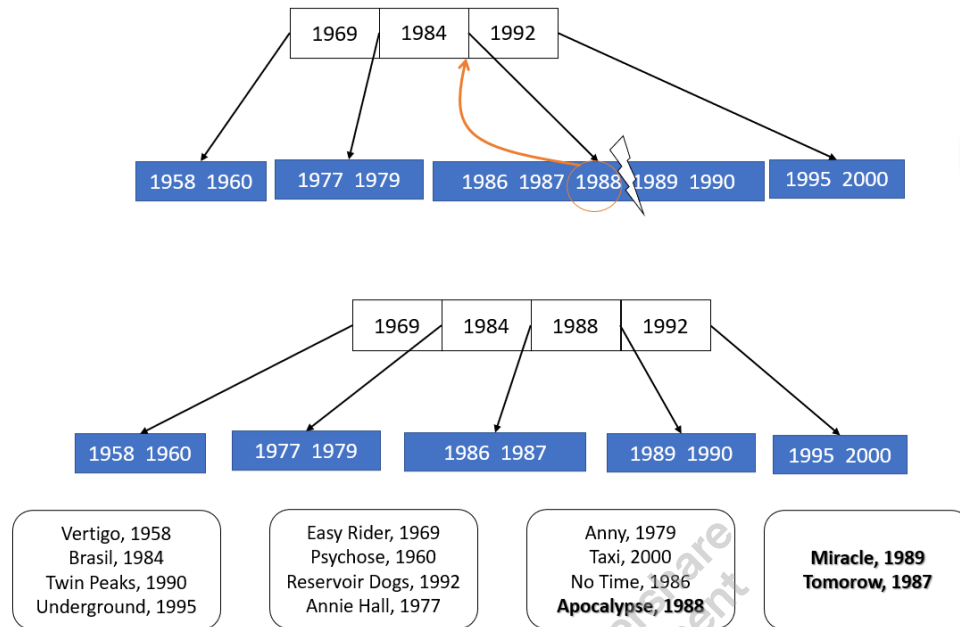 1969 1984 1992
1958 1960 1977 1979 1986 1987 1988 1989 1990 1995 2000
1969 1984 1988 1992
1958 1960 1977 1979 1986 1987 1989 1990 1995 2000
Vertigo, 1958
Brasil, 1984
Twin Peaks, 1990
Underground, 1995
Easy Rider, 1969
Psychose, 1960
Reservoir Dogs, 1992
Annie Hall, 1977
Anny, 1979
Taxi, 2000
No Time, 1986
Apocalypse, 1988
Miracle, 1989
Tomorow, 1987